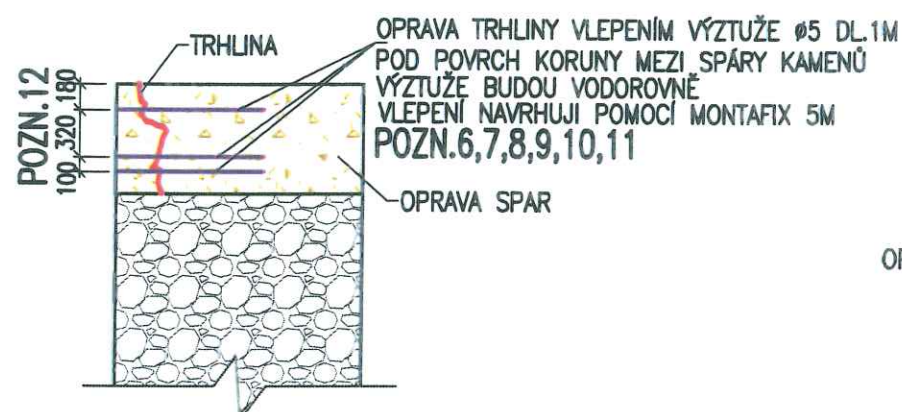 TRHLINA
OPRAVA TRHLINY VLEPENÍM VÝZTUŽE ø5 DL.1M
POD POVRCH KORUNY MEZI SPÁRY KAMENŮ
VÝZTUŽE BUDOU VODOROVNĚ
VLEPENÍ NAVRHUJI POMOCÍ MONTAFIX 5M
POZN.6,7,8,9,10,11
POZN.12
180
320
100
OPRAVA SPAR
OP